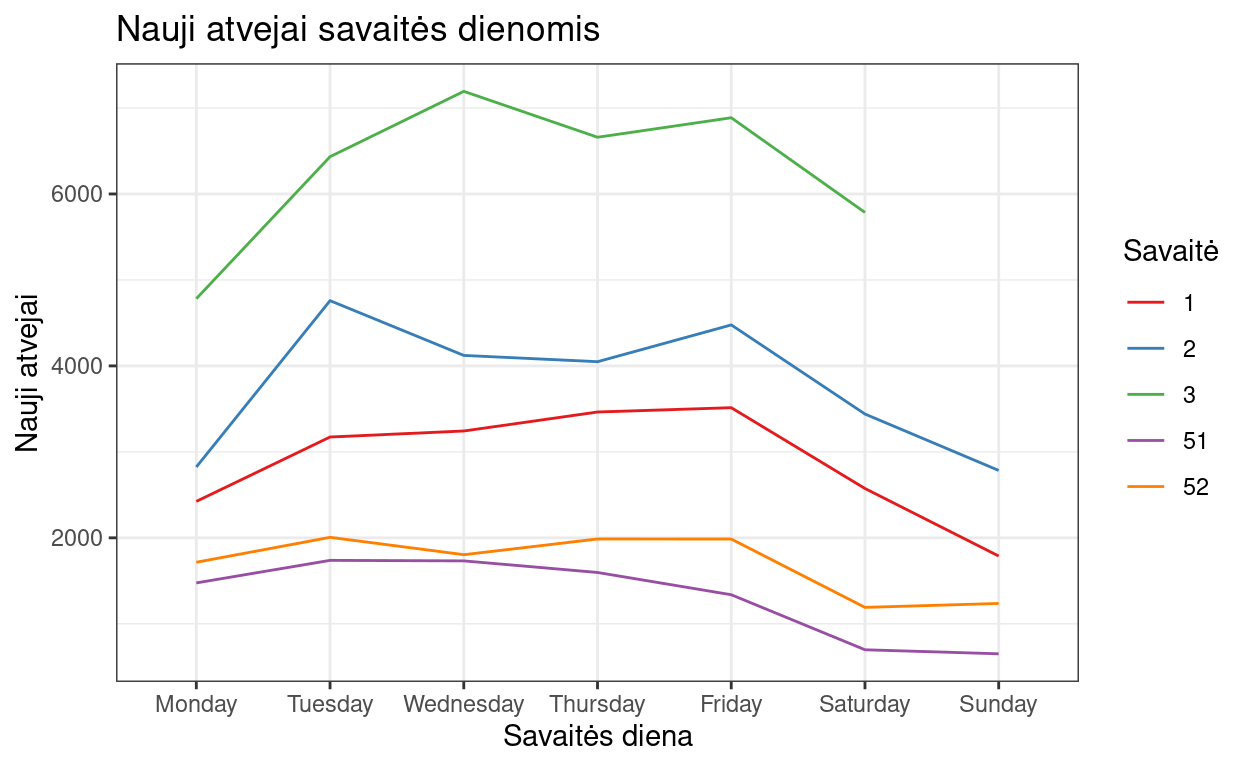 Nauji atvejai savaitės dienomis
Nauji atvejai
6000
4000
2000
Monday Tuesday Wednesday Thursday Friday Saturday Sunday
Savaitės diena
Savaitė
1
2
3
51
52